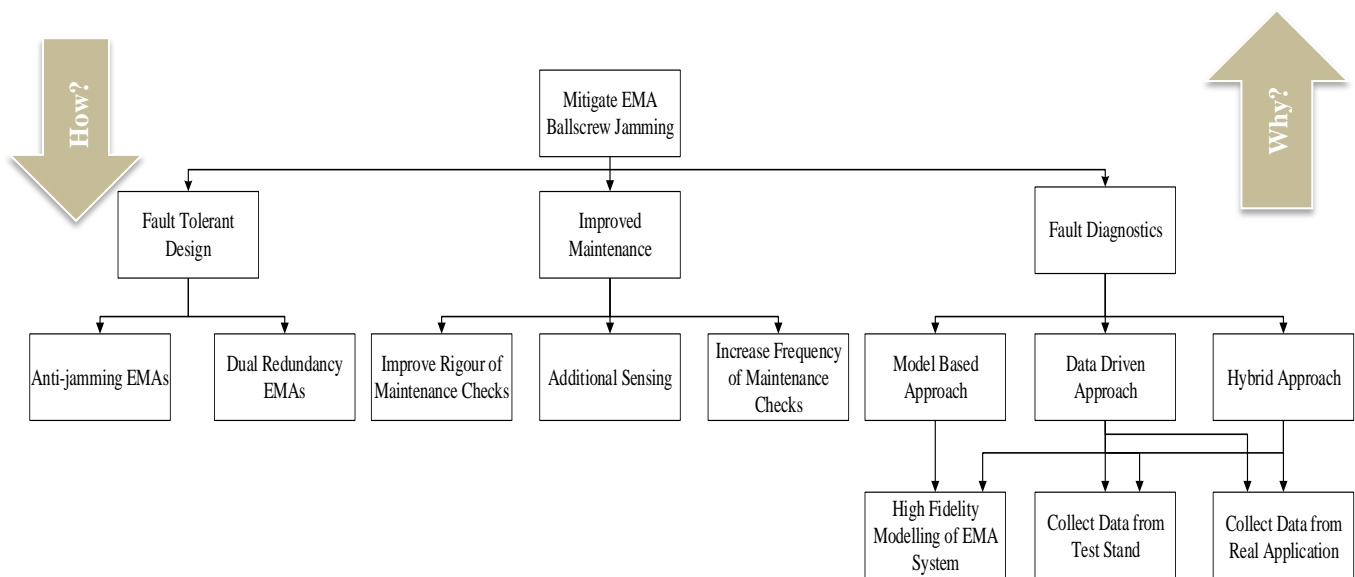 How?
Why?
Mitigate EMA
Ballscrew Jamming
Fault Tolerant
Design
Improved
Maintenance
Fault Diagnostics
Anti-jamming EMAs
Dual Redundancy
EMAs
Improve Rigour of
Maintenance Checks
Additional Sensing
Increase Frequency
of Maintenance
Checks
Model Based
Approach
Data Driven
Approach
Hybrid Approach
High Fidelity
Modelling of EMA
System
Collect Data from
Test Stand
Collect Data from
Real Application